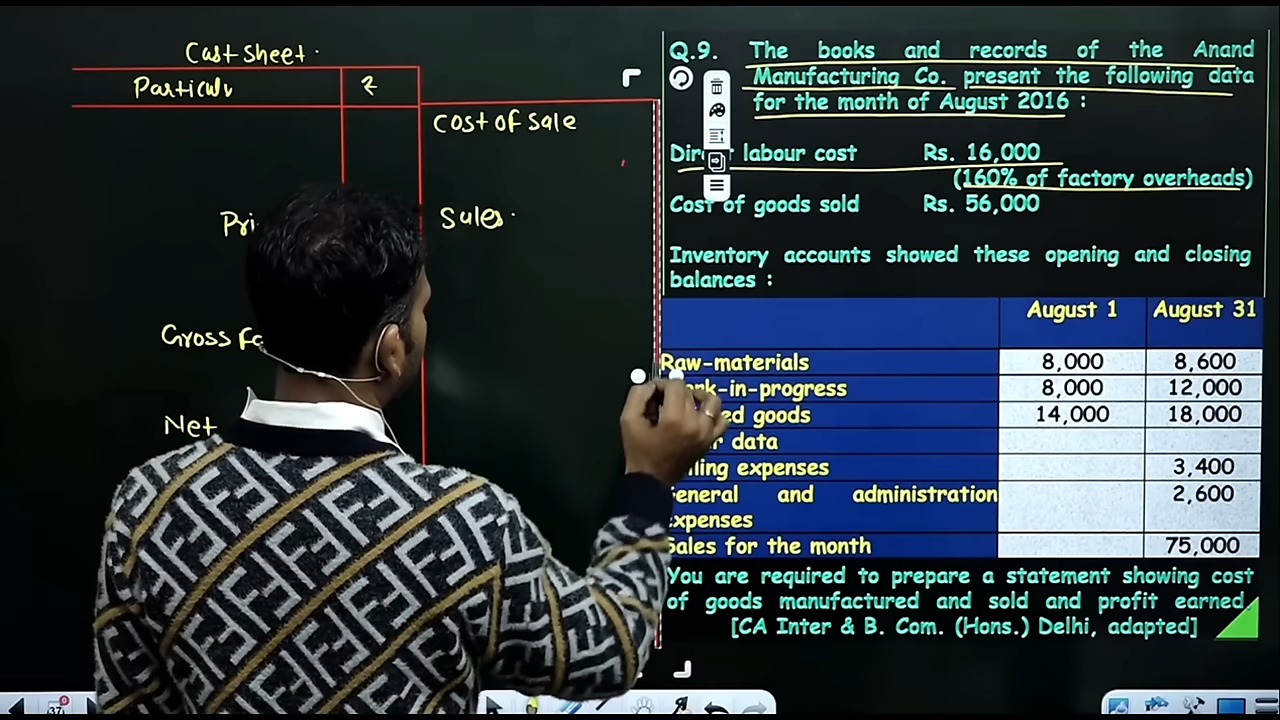 Cast Sheet.
Particulr ₹
Cost of Sale
Sales.
Gross
Net
Q.9. The books and records of the Anand
Manufacturing Co. present the following data
for the month of August 2016 :
labour cost Rs. 16,000
(160% of factory overheads)
Cost of goods sold Rs. 56,000
Inventory accounts showed these opening and closing
balances :
August 1 August 31
Raw-materials 8,000 8,600
8,000 12,000
goods 14,000 18,000
data
expenses 3,400
General and administration 2,600
expenses
Sales for the month 75,000
You are required to prepare a statement showing cost
of goods manufactured and sold and profit earned.
[CA Inter & B. Com. (Hons.) Delhi, adapted]
37